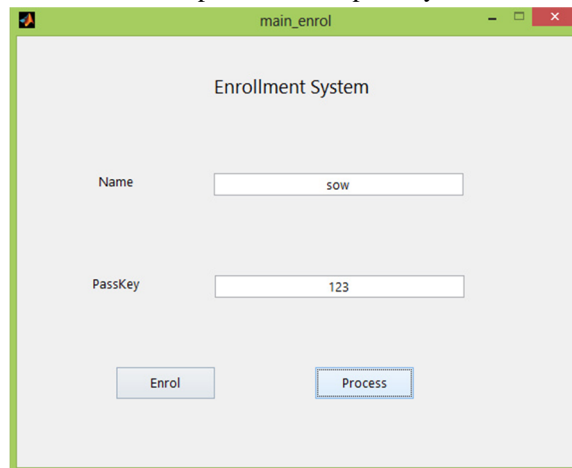 main_enrol
Enrollment System
Name sow
PassKey 123
Enrol Process